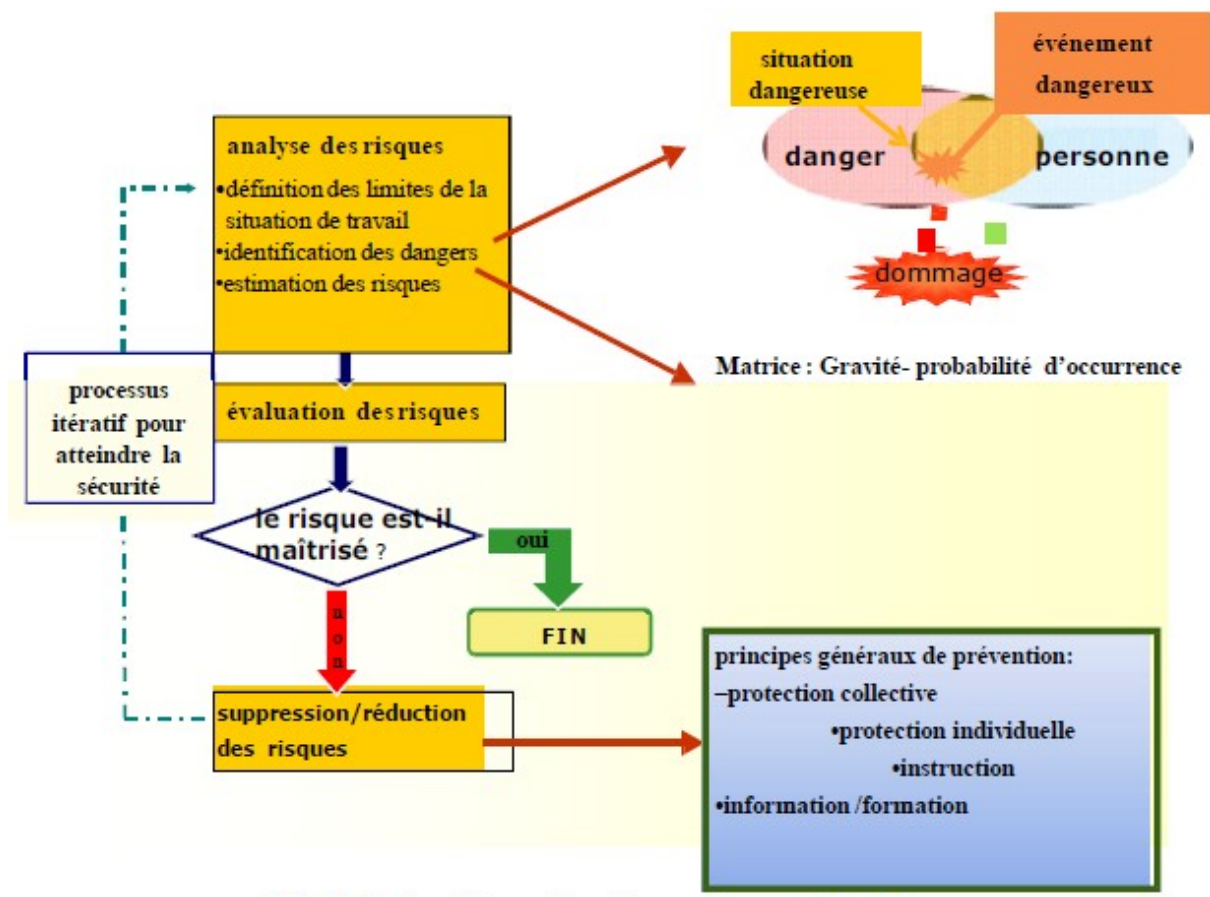 situation
dangereuse
événement
dangereux
danger
personne
dommage
analyse des risques
•définition des limites de la
situation de travail
•identification des dangers
•estimation des risques
Matrice : Gravité- probabilité d’occurrence
processus
itératif pour
atteindre la
sécurité
évaluation des risques
le risque est-il
maîtrisé ?
oui
non
FIN
suppression/réduction
des risques
principes généraux de prévention:
–protection collective
•protection individuelle
•instruction
•information /formation